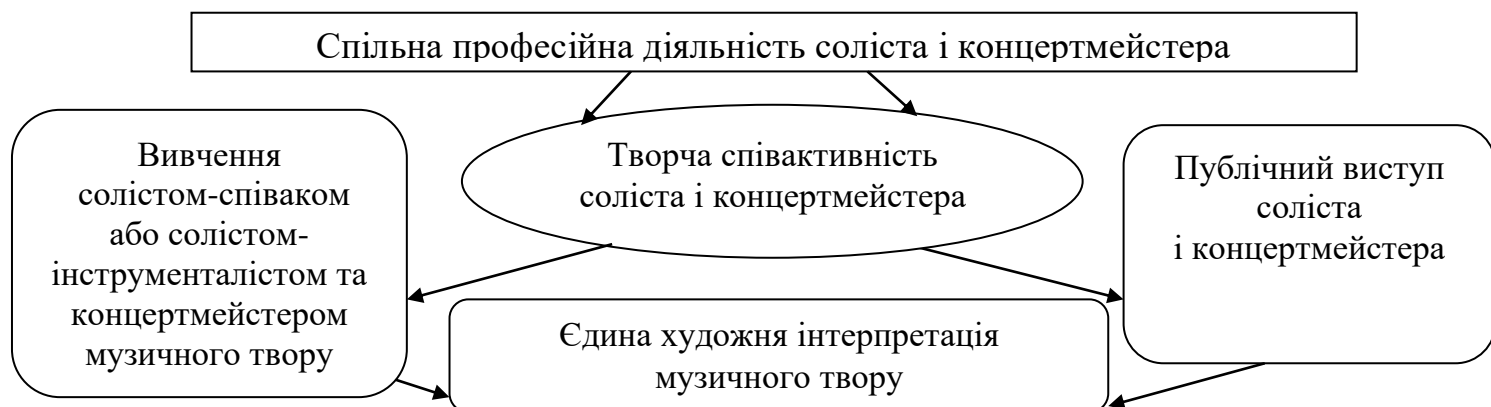 Спільна професійна діяльність соліста і концертмейстера
Творча співактивність
соліста і концертмейстера
Вивчення
солістом-співаком
або солістом-
інструменталістом та
концертмейстером
музичного твору
Публічний виступ
соліста
і концертмейстера
Єдина художня інтерпретація
музичного твору